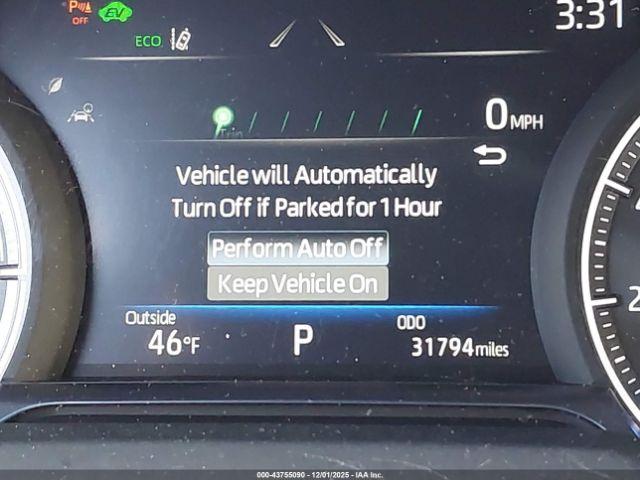 P
OFF
EV
3:31
ECO
0 MPH
Vehicle will Automatically
Turn Off if Parked for 1 Hour
Perform Auto Off
Keep Vehicle On
Outside
46°F
P
ODO
31794 miles
2
000-43755090 - 12/01/2025 - IAA Inc.